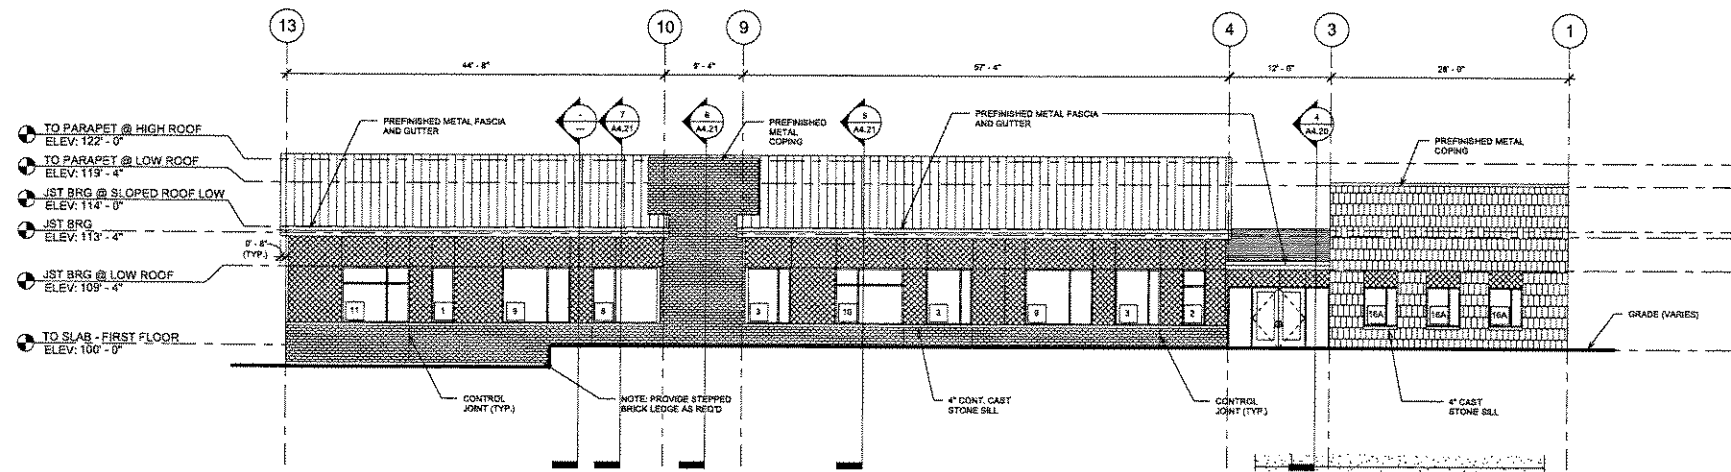 13
10
9
4
3
1
44' - 8"
57' - 4"
TO PARAPET @ HIGH ROOF
ELEV: 122' - 0"
TO PARAPET @ LOW ROOF
ELEV: 119' - 4"
JST BRG @ SLOPED ROOF LOW
ELEV: 114' - 0"
JST BRG
ELEV: 113' - 4"
0' - 8"
(TYP.)
JST BRG @ LOW ROOF
ELEV: 109' - 4"
TO SLAB - FIRST FLOOR
ELEV: 100' - 0"
PREFINISHED METAL FASCIA
AND GUTTER
-
---
7
A4.21
6
A4.21
PREFINISHED
METAL
COPING
5
A4.21
PREFINISHED METAL FASCIA
AND GUTTER
4
A4.20
PREFINISHED METAL
COPING
11
1
9
8
3
10
3
9
3
2
16A
16A
16A
GRADE (VARIES)
CONTROL
JOINT (TYP.)
NOTE: PROVIDE STEPPED
BRICK LEDGE AS REQ'D
4" CONT. CAST
STONE SILL
CONTROL
JOINT (TYP.)
4" CAST
STONE SILL